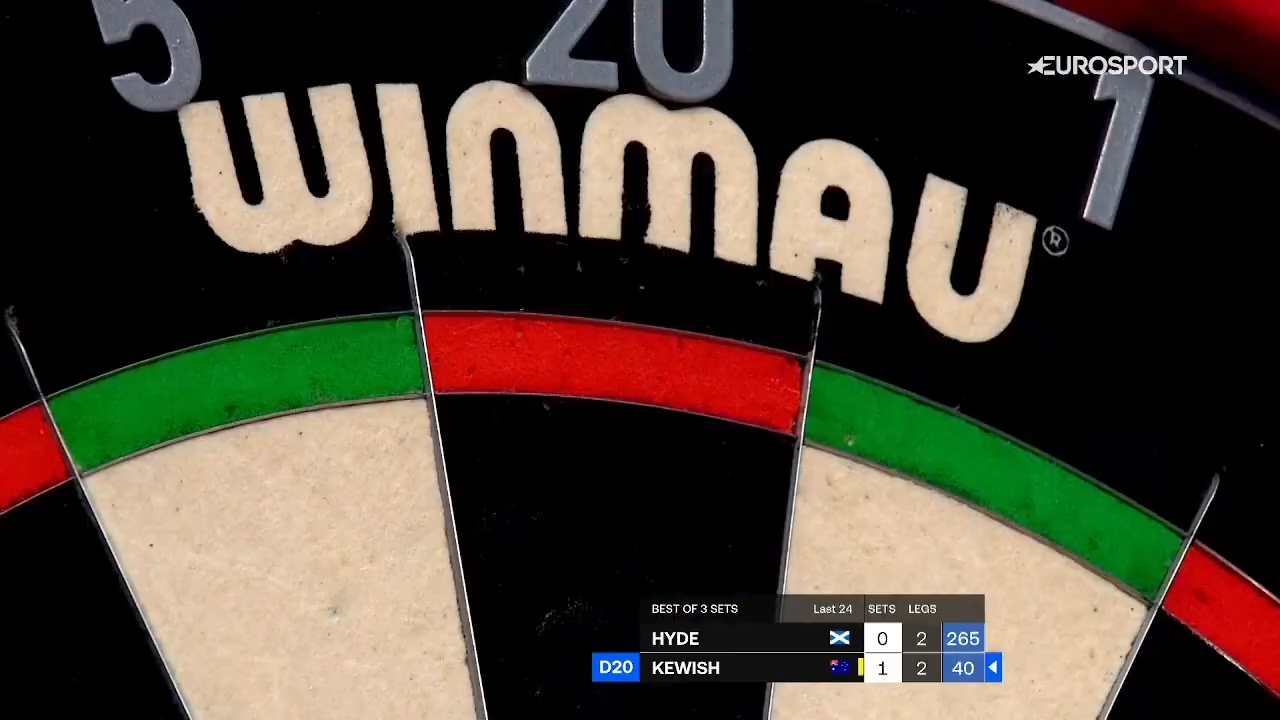 5 20 1
EUROSPORT
WINMAU®
BEST OF 3 SETS Last 24 SETS LEGS
HYDE 0 2 265
D20 KEWISH 1 2 40